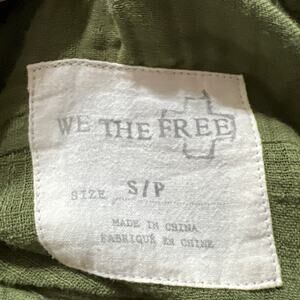 WE THE FREE
SIZE S/P
MADE IN CHINA
FABRIQUÉ EN CHINE